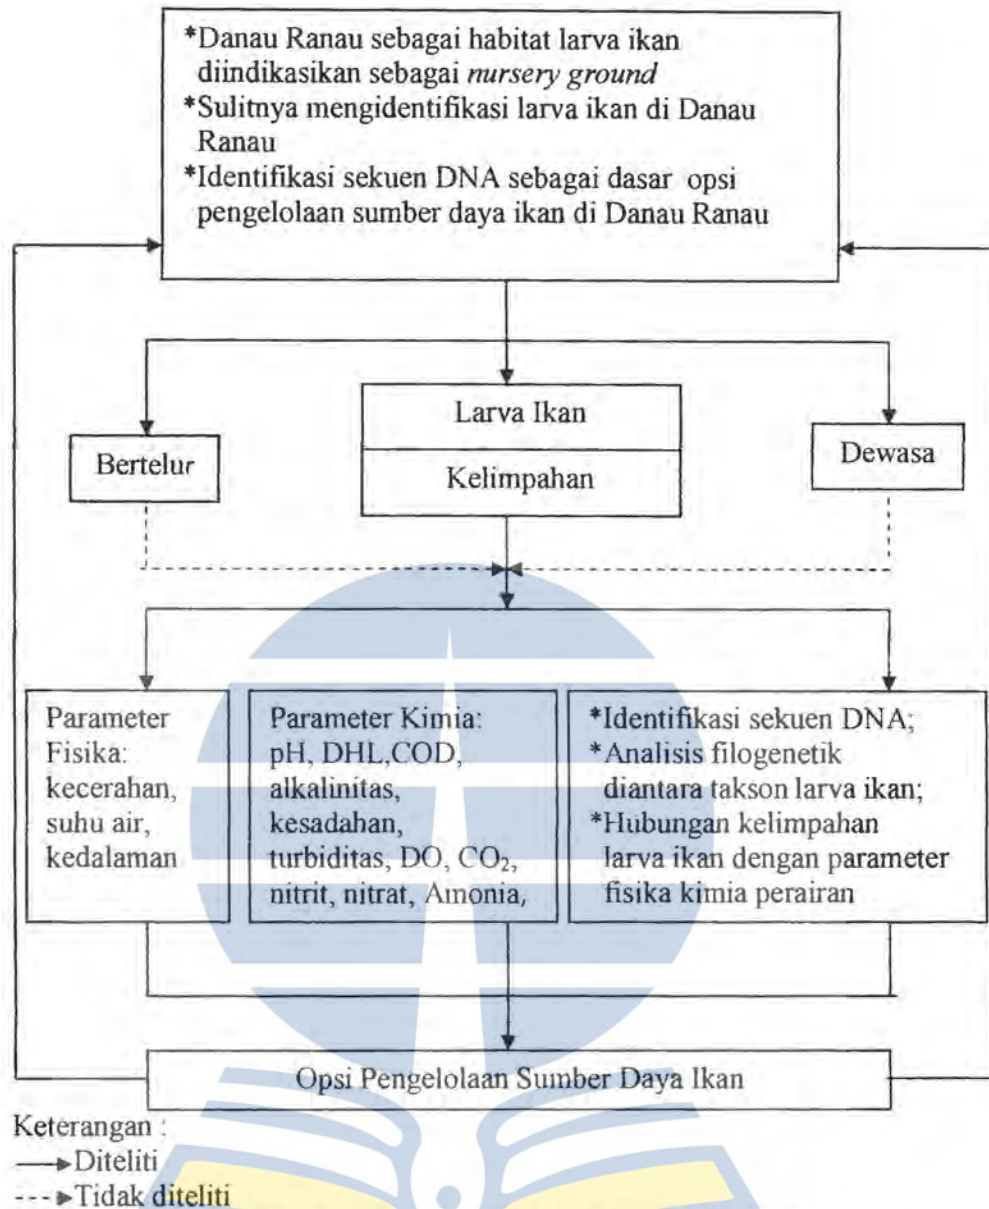 *Danau Ranau sebagai habitat larva ikan
diindikasikan sebagai nursery ground
*Sulitnya mengidentifikasi larva ikan di Danau
Ranau
*Identifikasi sekuen DNA sebagai dasar opsi
pengelolaan sumber daya ikan di Danau Ranau
Bertelur
Larva Ikan
Kelimpahan
Dewasa
Parameter
Fisika:
kecerahan,
suhu air,
kedalaman
Parameter Kimia:
pH, DHL,COD,
alkalinitas,
kesadahan,
turbiditas, DO, CO₂,
nitrit, nitrat, Amonia,
*Identifikasi sekuen DNA;
*Analisis filogenetik
diantara takson larva ikan;
*Hubungan kelimpahan
larva ikan dengan parameter
fisika kimia perairan
Opsi Pengelolaan Sumber Daya Ikan
Keterangan :
Diteliti
Tidak diteliti